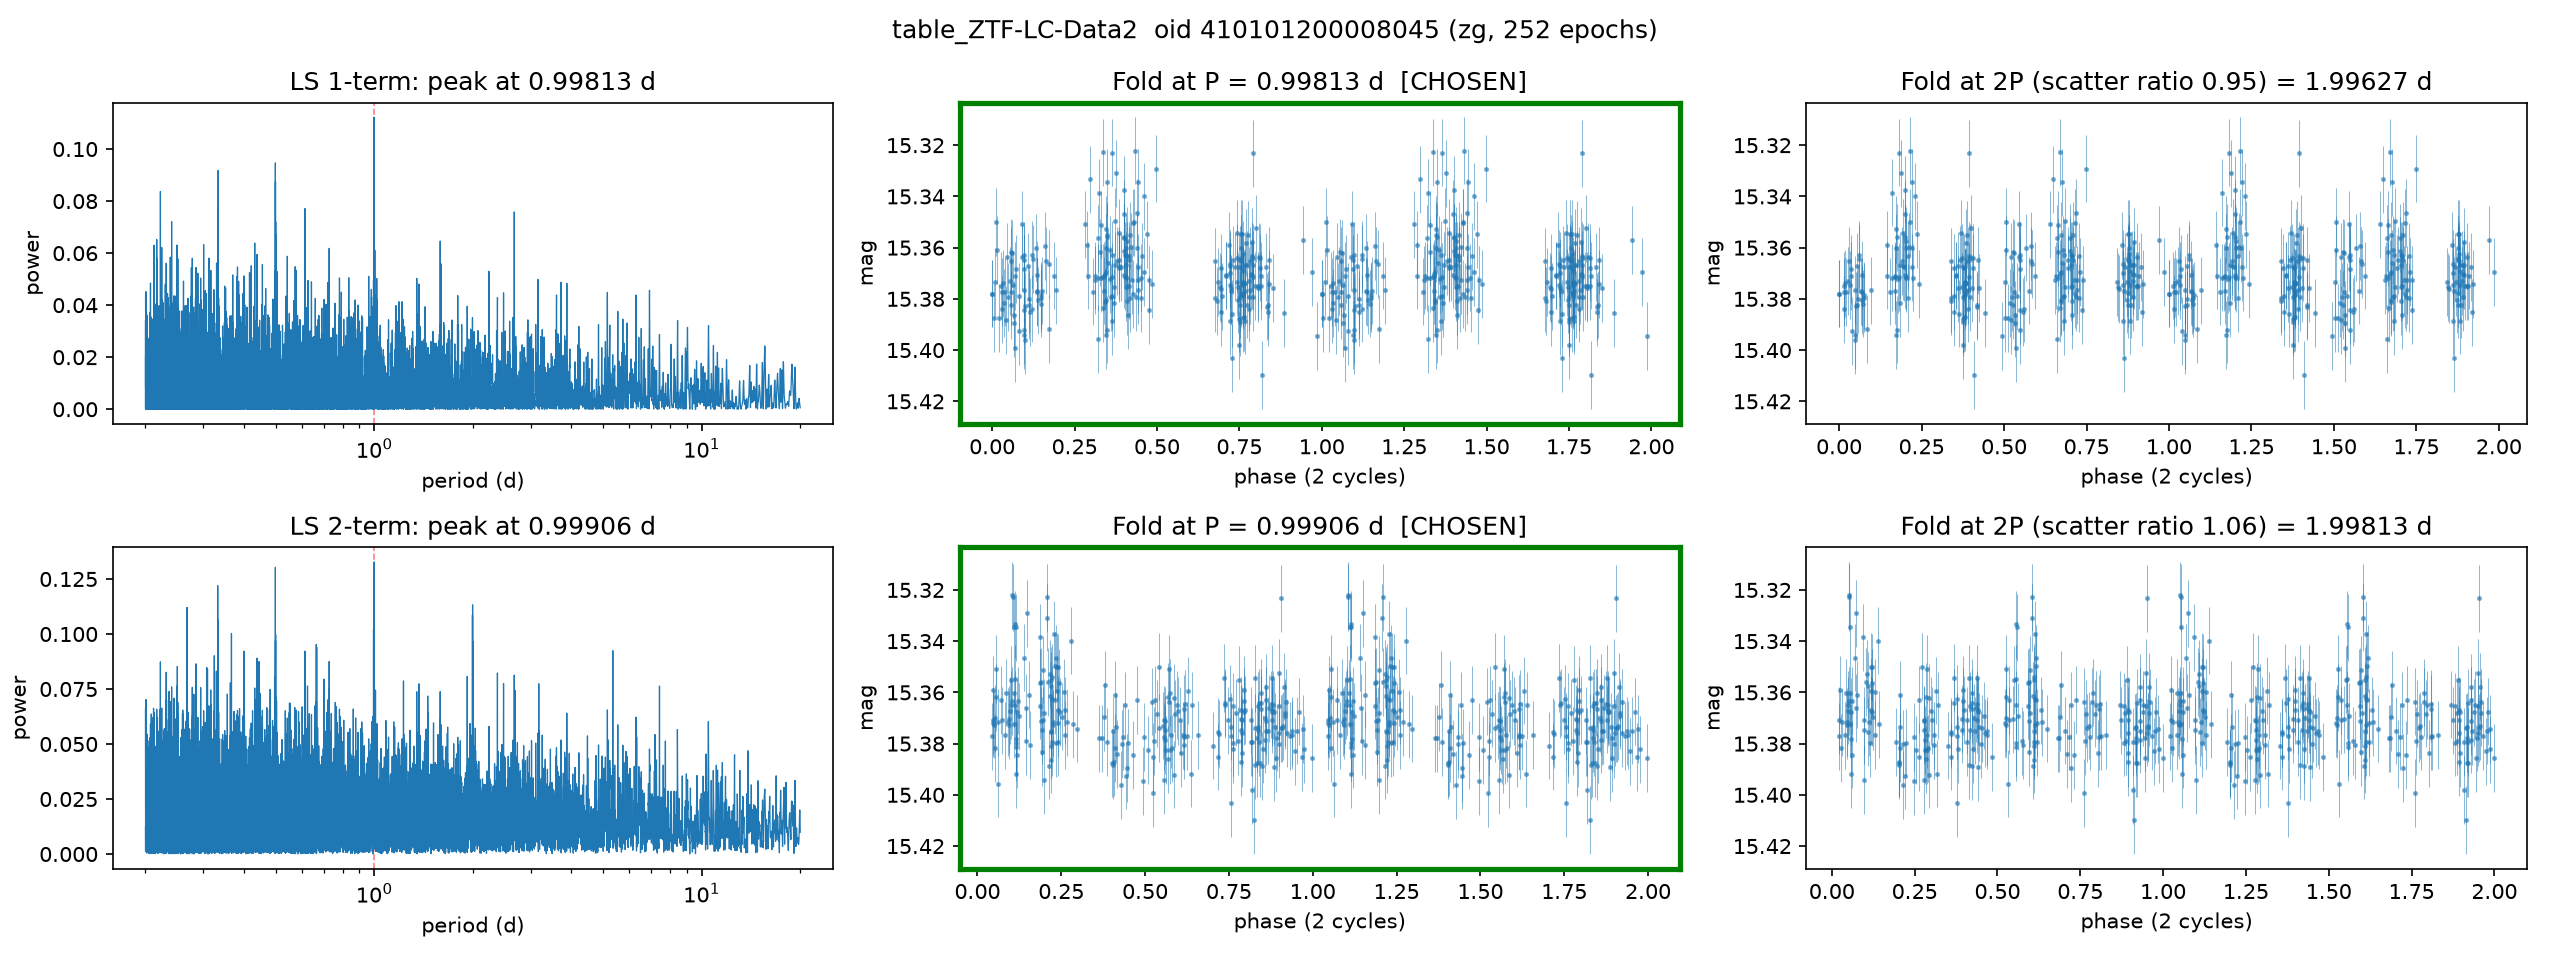 table_ZTF-LC-Data2  oid 410101200008045 (zg, 252 epochs)
LS 1-term: peak at 0.99813 d
power
0.10
0.08
0.06
0.04
0.02
0.00
10⁰
10¹
period (d)
Fold at P = 0.99813 d  [CHOSEN]
mag
15.32
15.34
15.36
15.38
15.40
15.42
0.00 0.25 0.50 0.75 1.00 1.25 1.50 1.75 2.00
phase (2 cycles)
Fold at 2P (scatter ratio 0.95) = 1.99627 d
mag
15.32
15.34
15.36
15.38
15.40
15.42
0.00 0.25 0.50 0.75 1.00 1.25 1.50 1.75 2.00
phase (2 cycles)
LS 2-term: peak at 0.99906 d
power
0.125
0.100
0.075
0.050
0.025
0.000
10⁰
10¹
period (d)
Fold at P = 0.99906 d  [CHOSEN]
mag
15.32
15.34
15.36
15.38
15.40
15.42
0.00 0.25 0.50 0.75 1.00 1.25 1.50 1.75 2.00
phase (2 cycles)
Fold at 2P (scatter ratio 1.06) = 1.99813 d
mag
15.32
15.34
15.36
15.38
15.40
15.42
0.00 0.25 0.50 0.75 1.00 1.25 1.50 1.75 2.00
phase (2 cycles)